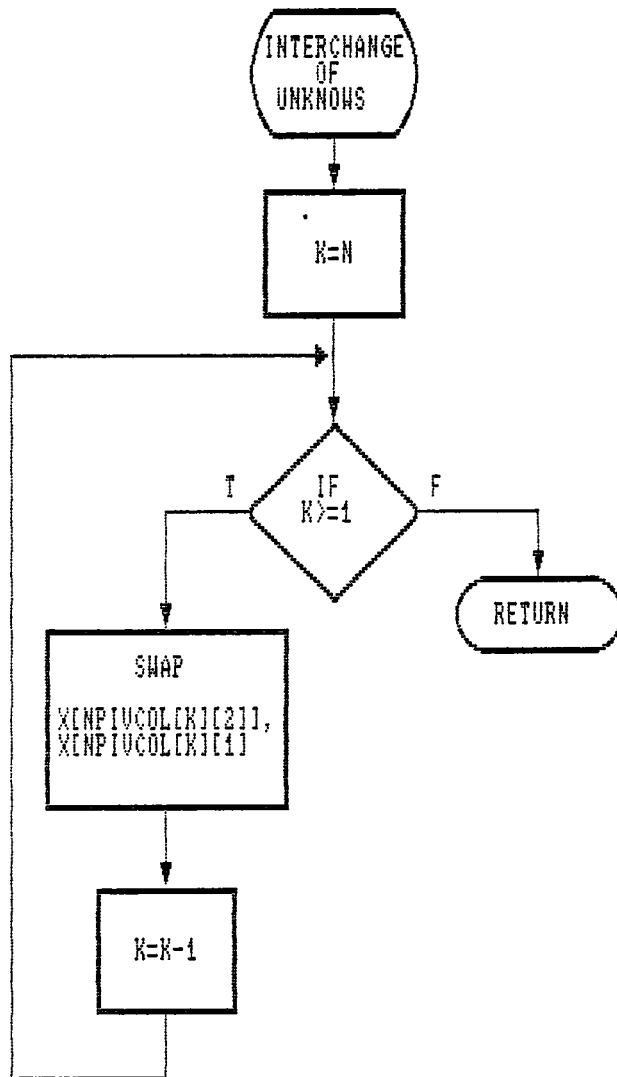 INTERCHANGE
OF
UNKNOWS
K=N
T
IF
K>=1
F
RETURN
SWAP
X[NPIVCOL[K][2]],
X[NPIVCOL[K][1]
K=K-1